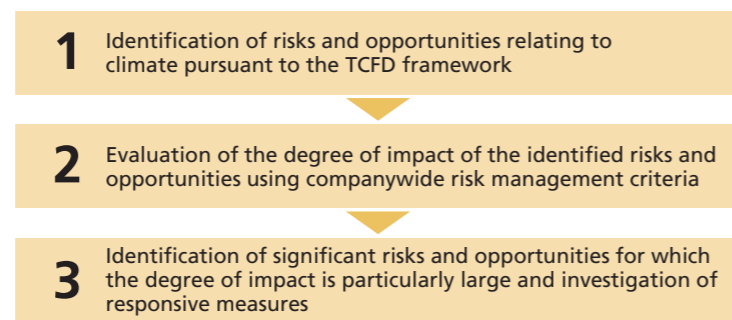 1
Identification of risks and opportunities relating to
climate pursuant to the TCFD framework
2
Evaluation of the degree of impact of the identified risks and
opportunities using companywide risk management criteria
3
Identification of significant risks and opportunities for which
the degree of impact is particularly large and investigation of
responsive measures